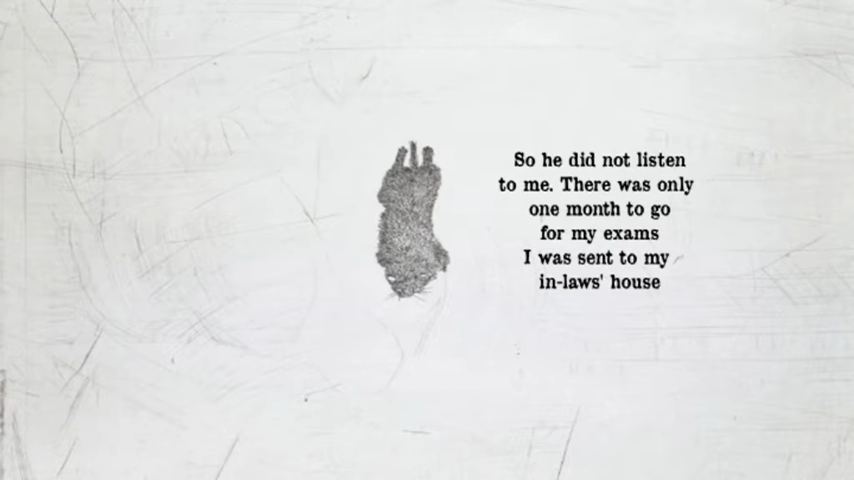 So he did not listen
to me. There was only
one month to go
for my exams
I was sent to my
in-laws' house